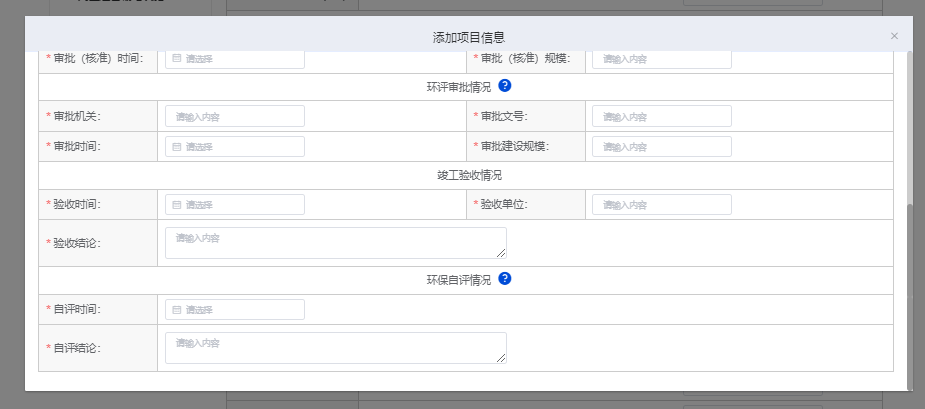 添加项目信息
* 审批（核准）时间： 请选择 * 审批（核准）规模： 请输入内容
环评审批情况 ?
* 审批机关： 请输入内容 * 审批文号： 请输入内容
* 审批时间： 请选择 * 审批建设规模： 请输入内容
竣工验收情况
* 验收时间： 请选择 * 验收单位： 请输入内容
* 验收结论： 请输入内容
环保自评情况 ?
* 自评时间： 请选择
* 自评结论： 请输入内容